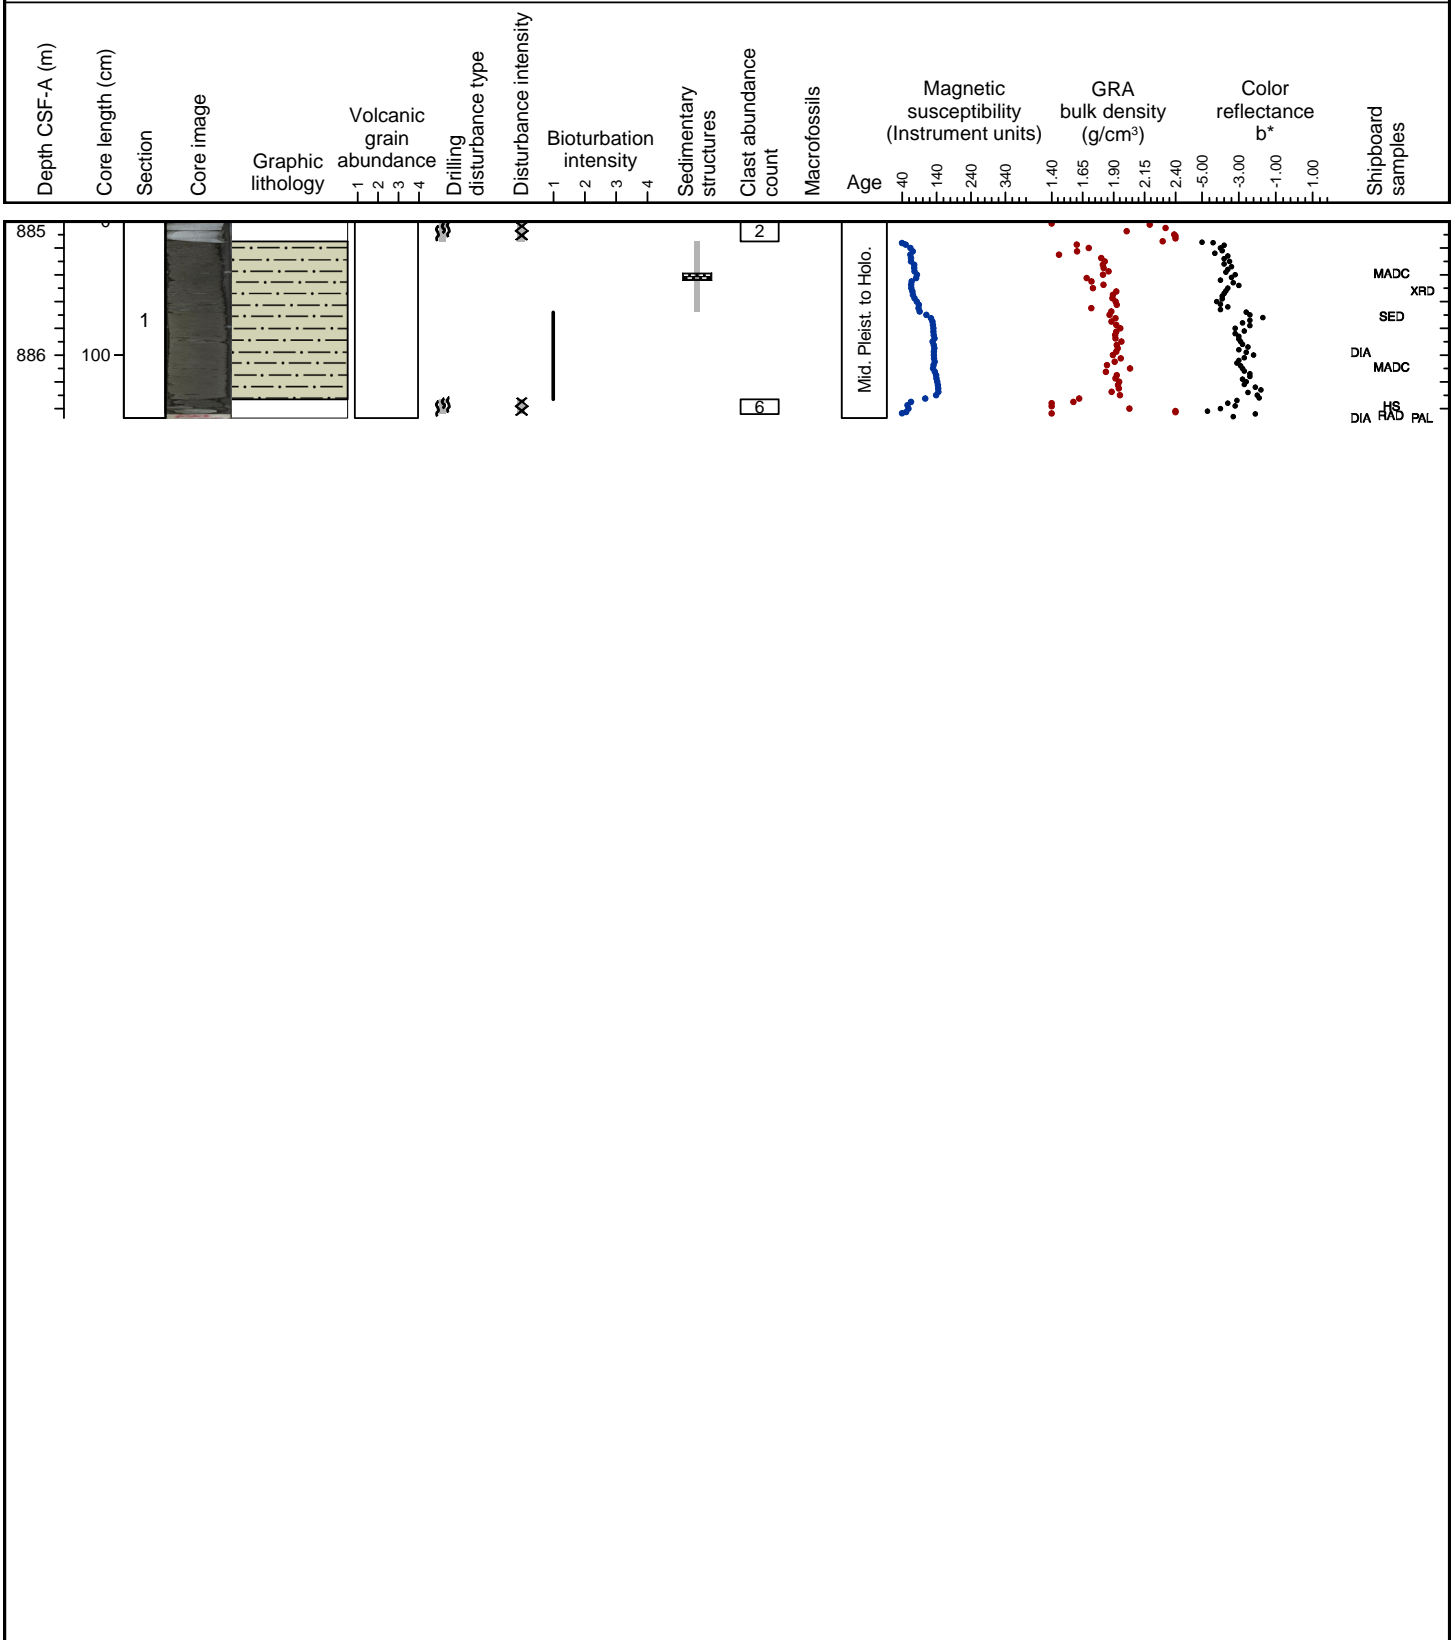 Depth CSF-A (m)
Core length (cm)
Section
Core image
Graphic
lithology
Volcanic
grain
abundance
1 2 3 4
Drilling
disturbance type
Disturbance intensity
Bioturbation
intensity
1 2 3 4
Sedimentary
structures
Clast abundance
count
Macrofossils
Age
Magnetic
susceptibility
(Instrument units)
40 140 240 340
GRA
bulk density
(g/cm³)
1.40 1.65 1.90 2.15 2.40
Color
reflectance
b*
-5.00 -3.00 -1.00 1.00
Shipboard
samples
885
0
2
1
Mid. Pleist. to Holo.
MADC
XRD
SED
886
100
DIA
MADC
6
HS
DIA RAD PAL